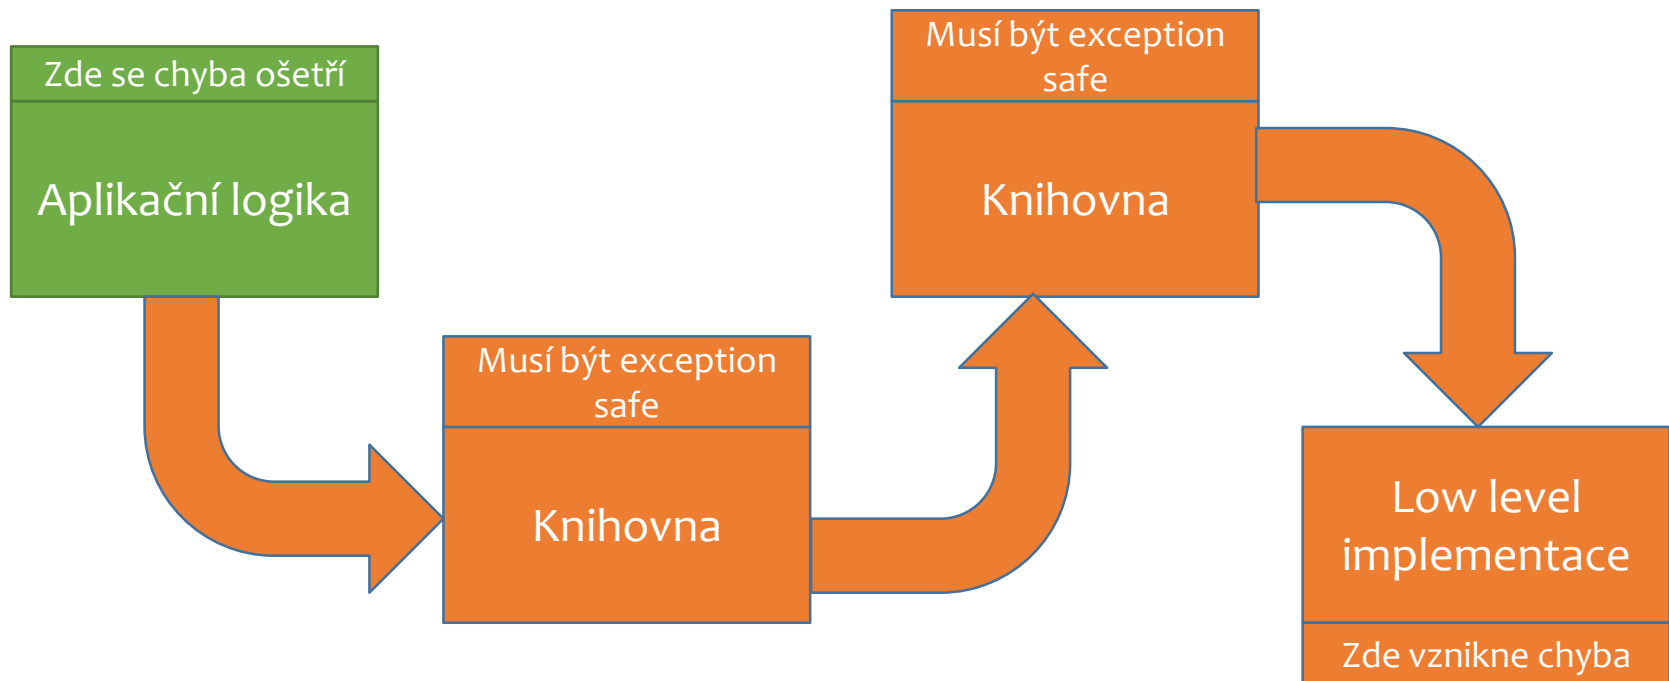 Zde se chyba ošetří
Aplikační logika
Musí být exception
safe
Knihovna
Musí být exception
safe
Knihovna
Low level
implementace
Zde vznikne chyba